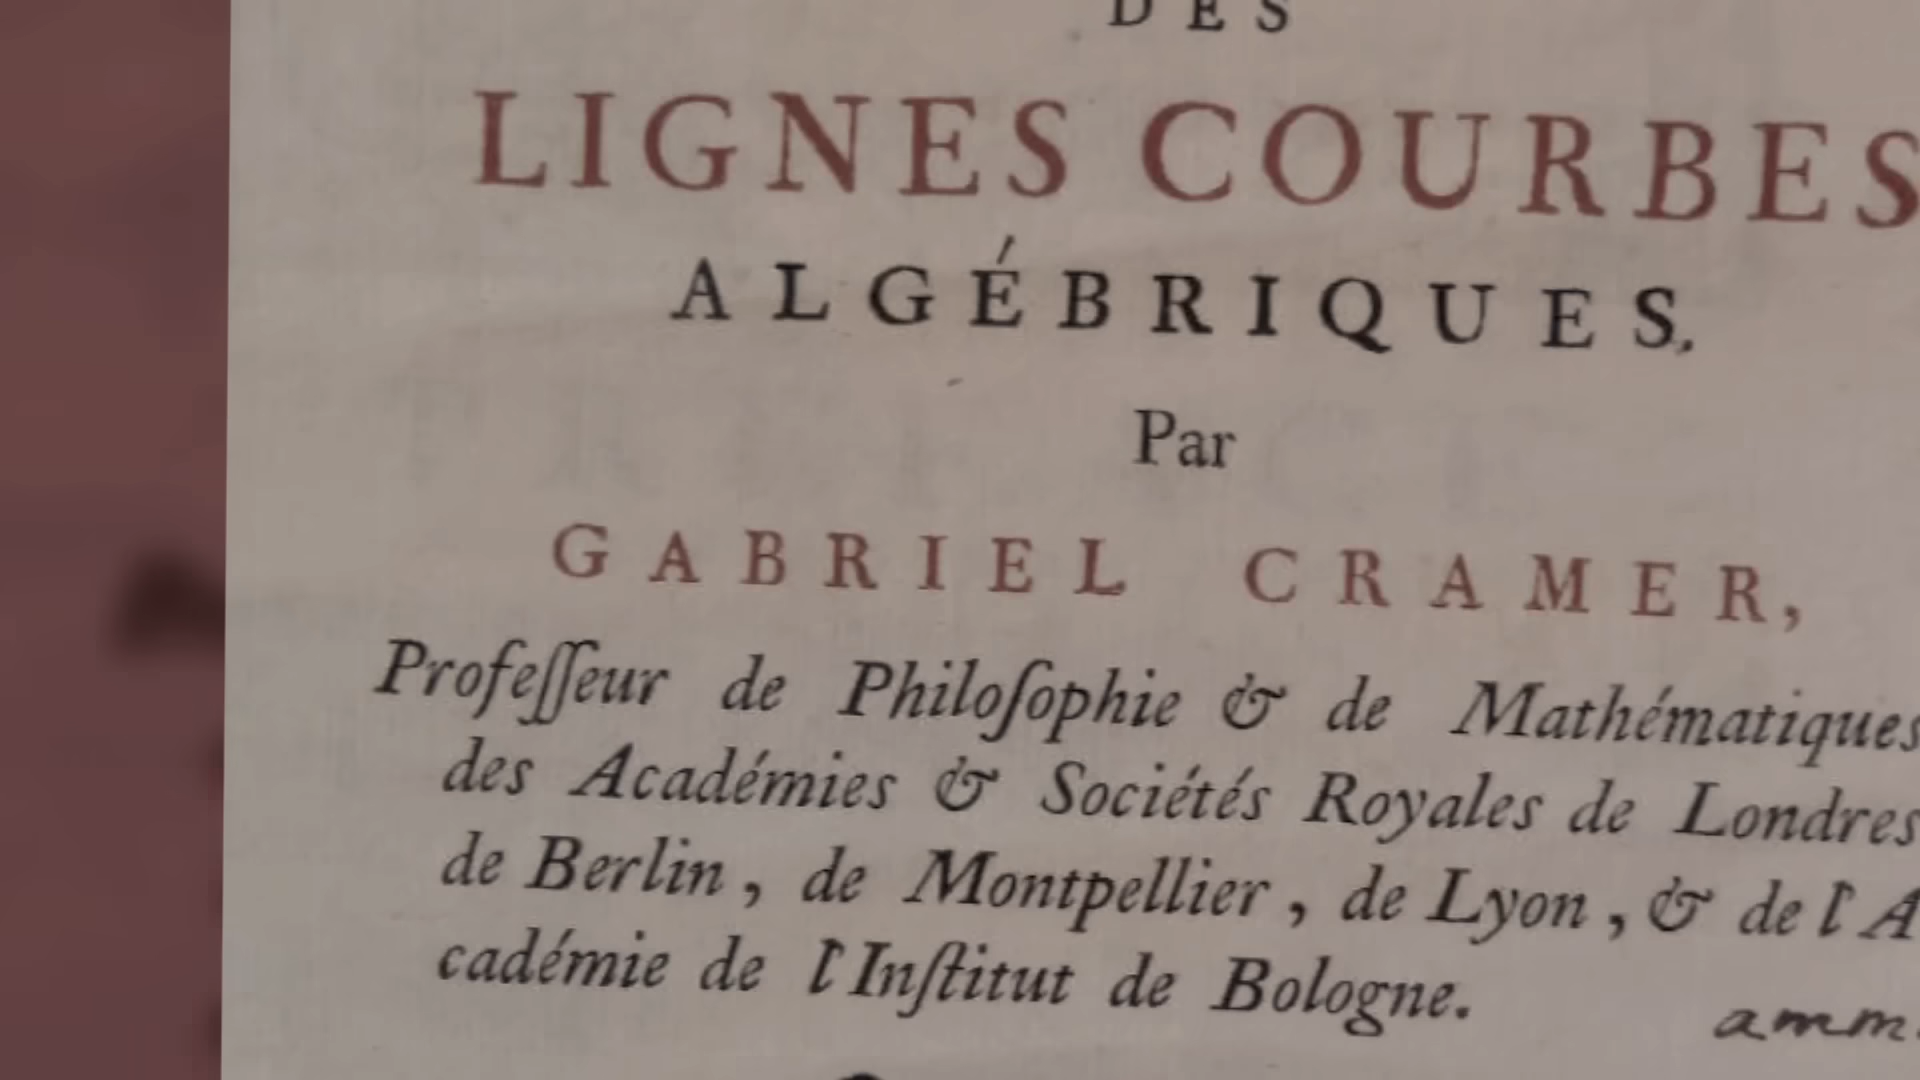 DES
LIGNES COURBES
ALGÉBRIQUES,
Par
GABRIEL CRAMER,
Profeſſeur de Philoſophie & de Mathématiques
des Académies & Sociétés Royales de Londres
de Berlin, de Montpellier, de Lyon, & de l'A
cadémie de l'Inſtitut de Bologne.